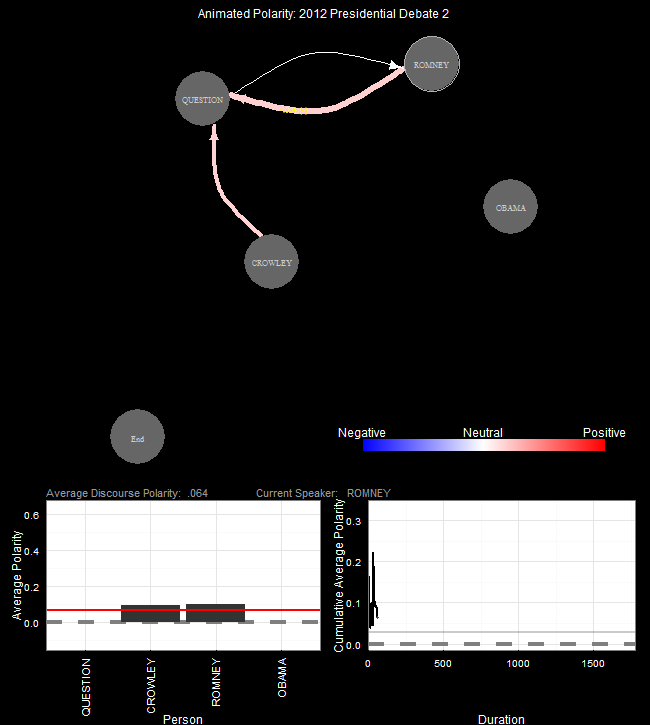 Animated Polarity: 2012 Presidential Debate 2
ROMNEY
QUESTION
OBAMA
CROWLEY
End
Negative Neutral Positive
Average Discourse Polarity: .064 Current Speaker: ROMNEY
Average Polarity
0.6
0.4
0.2
0.0
QUESTION
CROWLEY
ROMNEY
OBAMA
Person
Cumulative Average Polarity
0.3
0.2
0.1
0.0
0 500 1000 1500
Duration